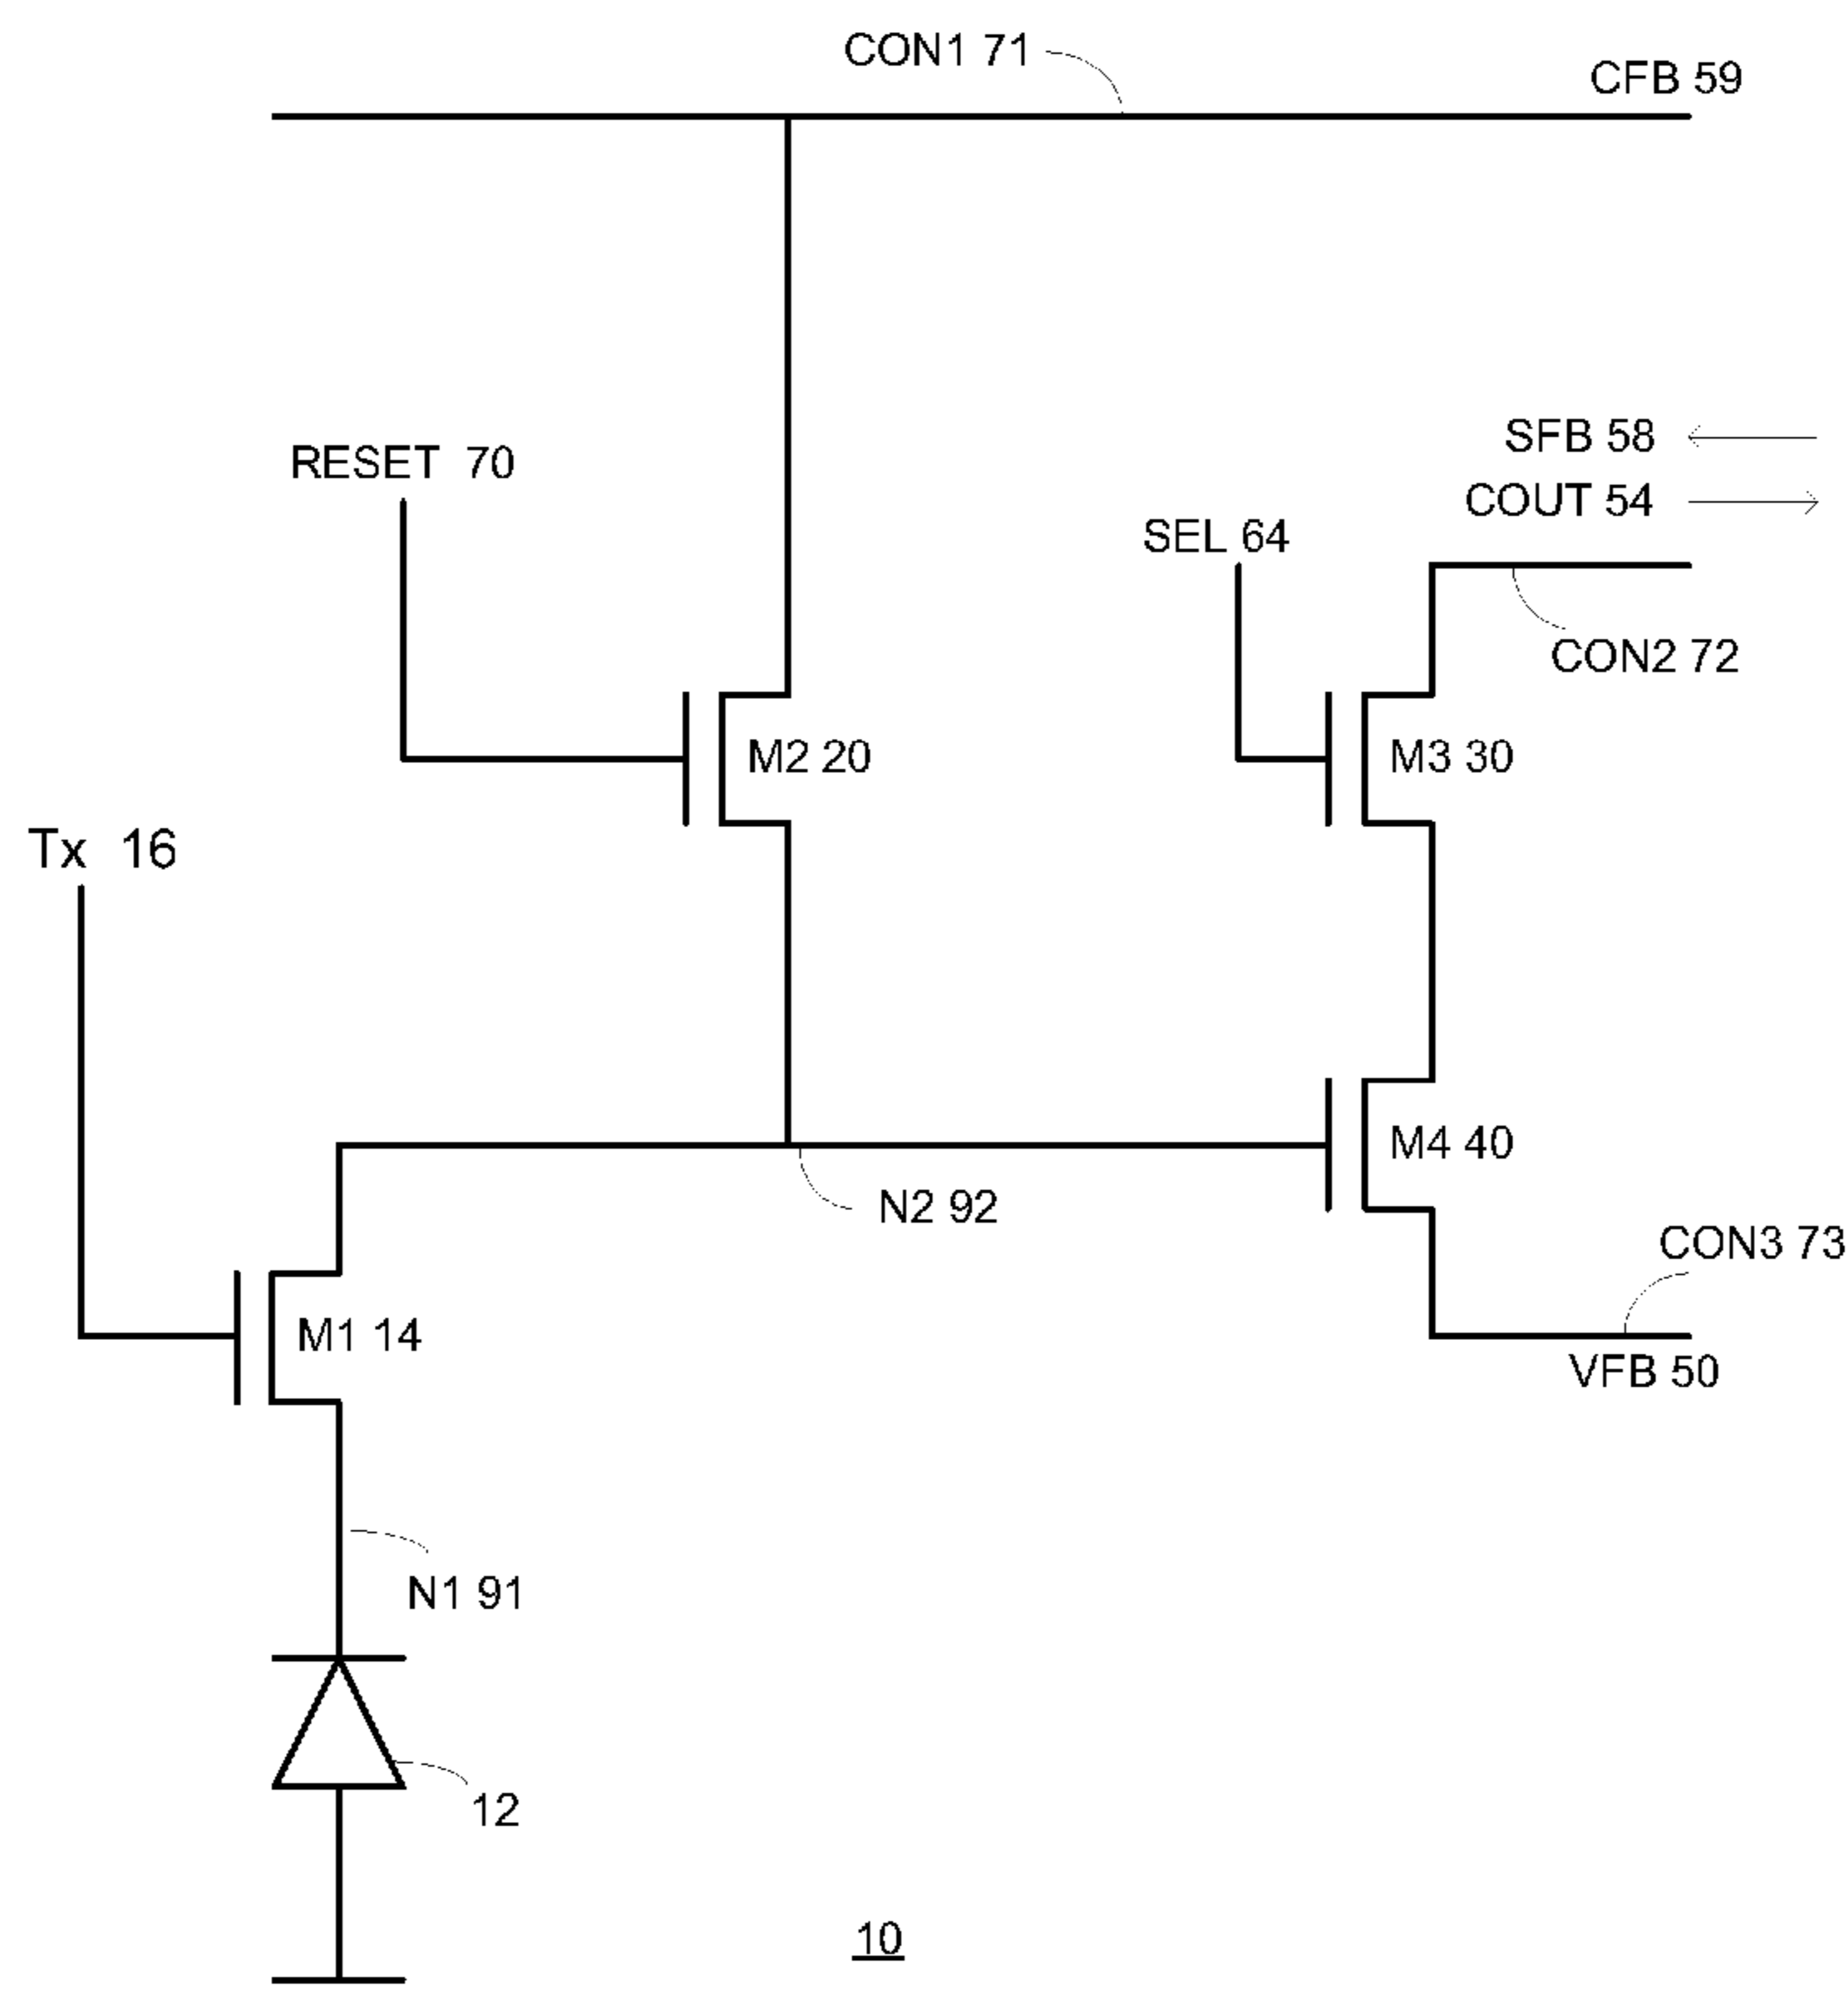 CON1 71
CFB 59
SFB 58
RESET 70
COUT 54
SEL 64
CON2 72
M2 20
M3 30
Tx 16
M4 40
N2 92
CON3 73
M1 14
VFB 50
N1 91
12
10